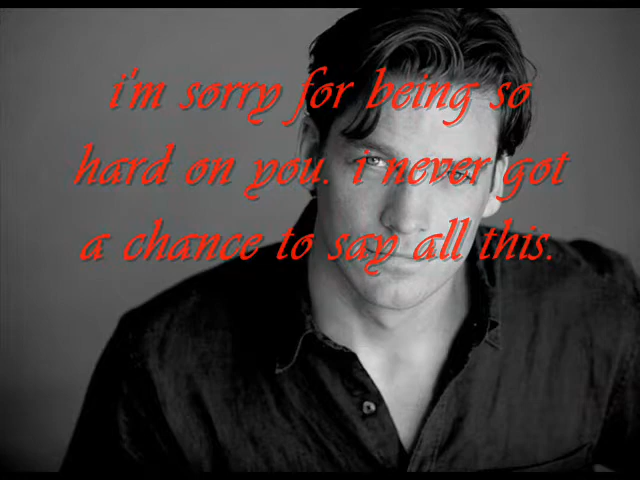 i'm sorry for being so
hard on you. i never got
a chance to say all this.